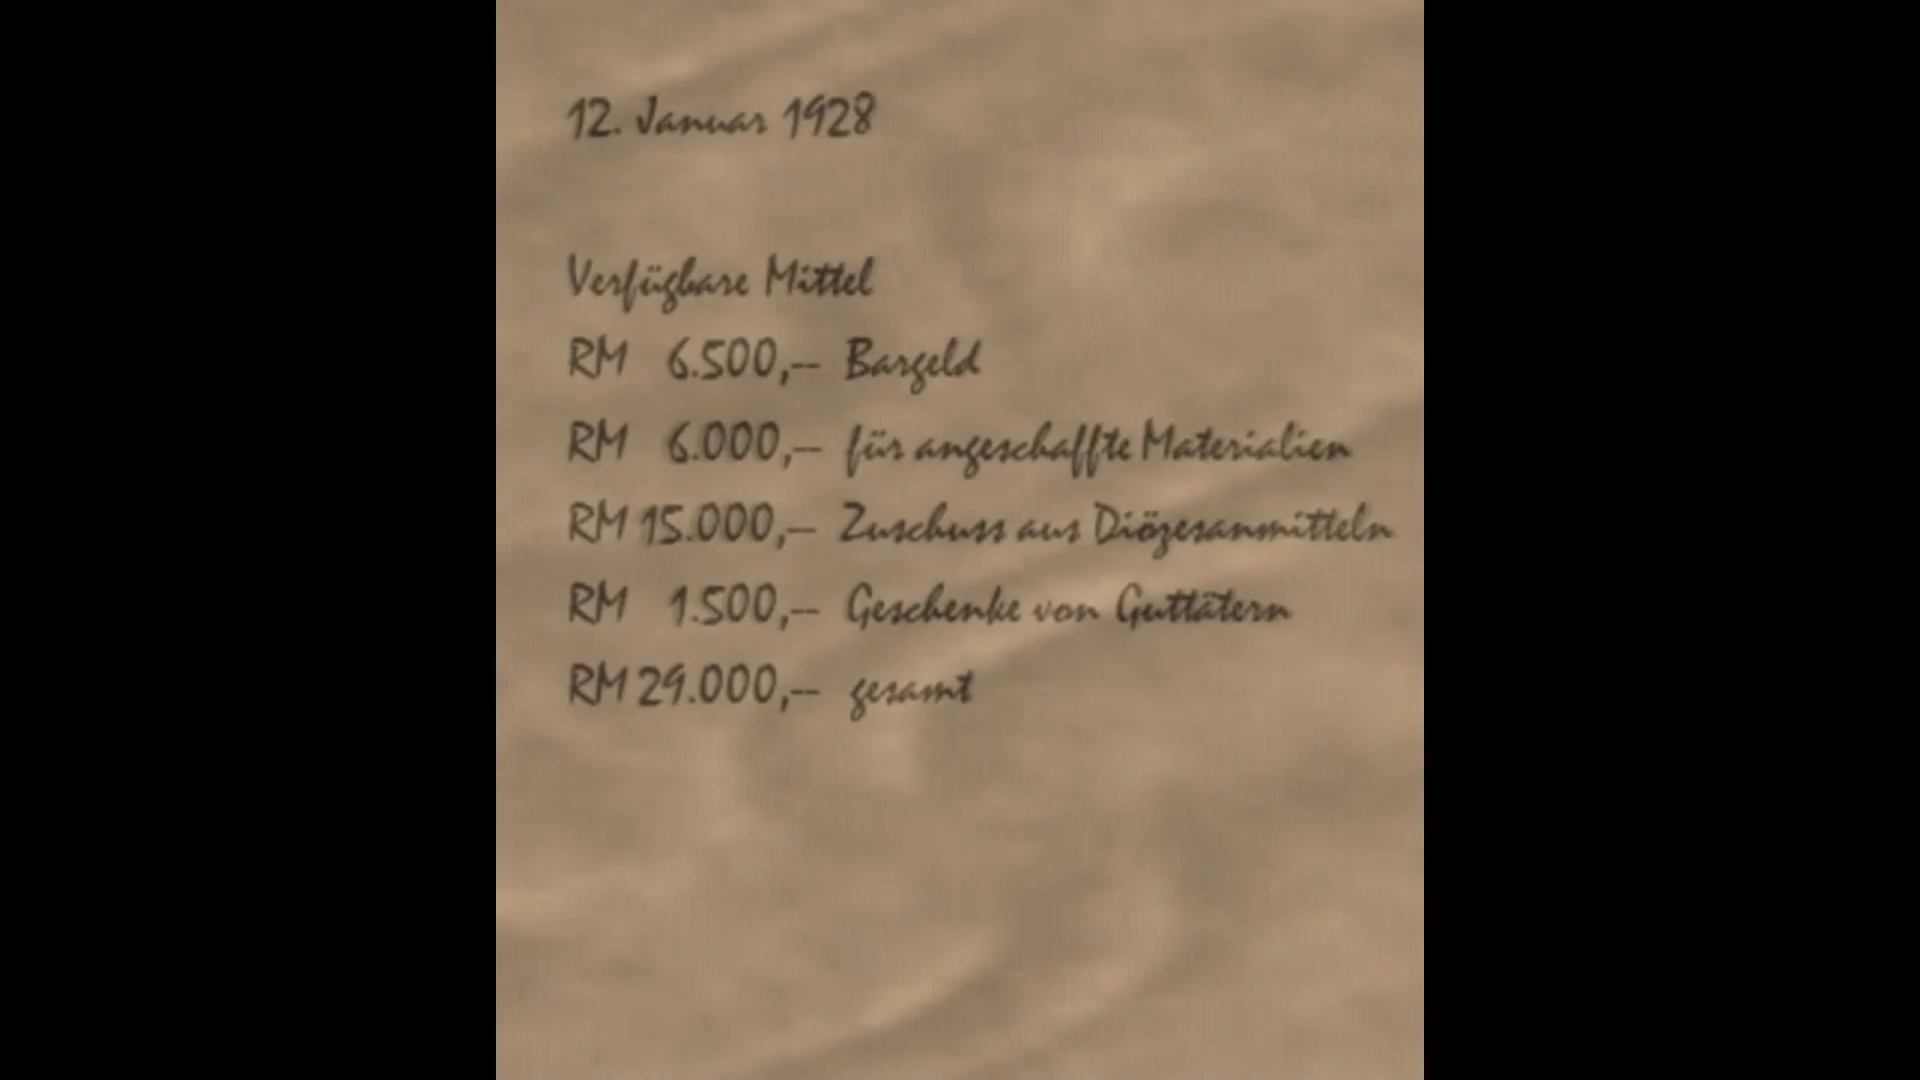 12. Januar 1928
Verfügbare Mittel
RM 6.500,-- Bargeld
RM 6.000,-- für angeschaffte Materialien
RM 15.000,-- Zuschuss aus Diözesanmitteln
RM 1.500,-- Geschenke von Guttätern
RM 29.000,-- gesamt